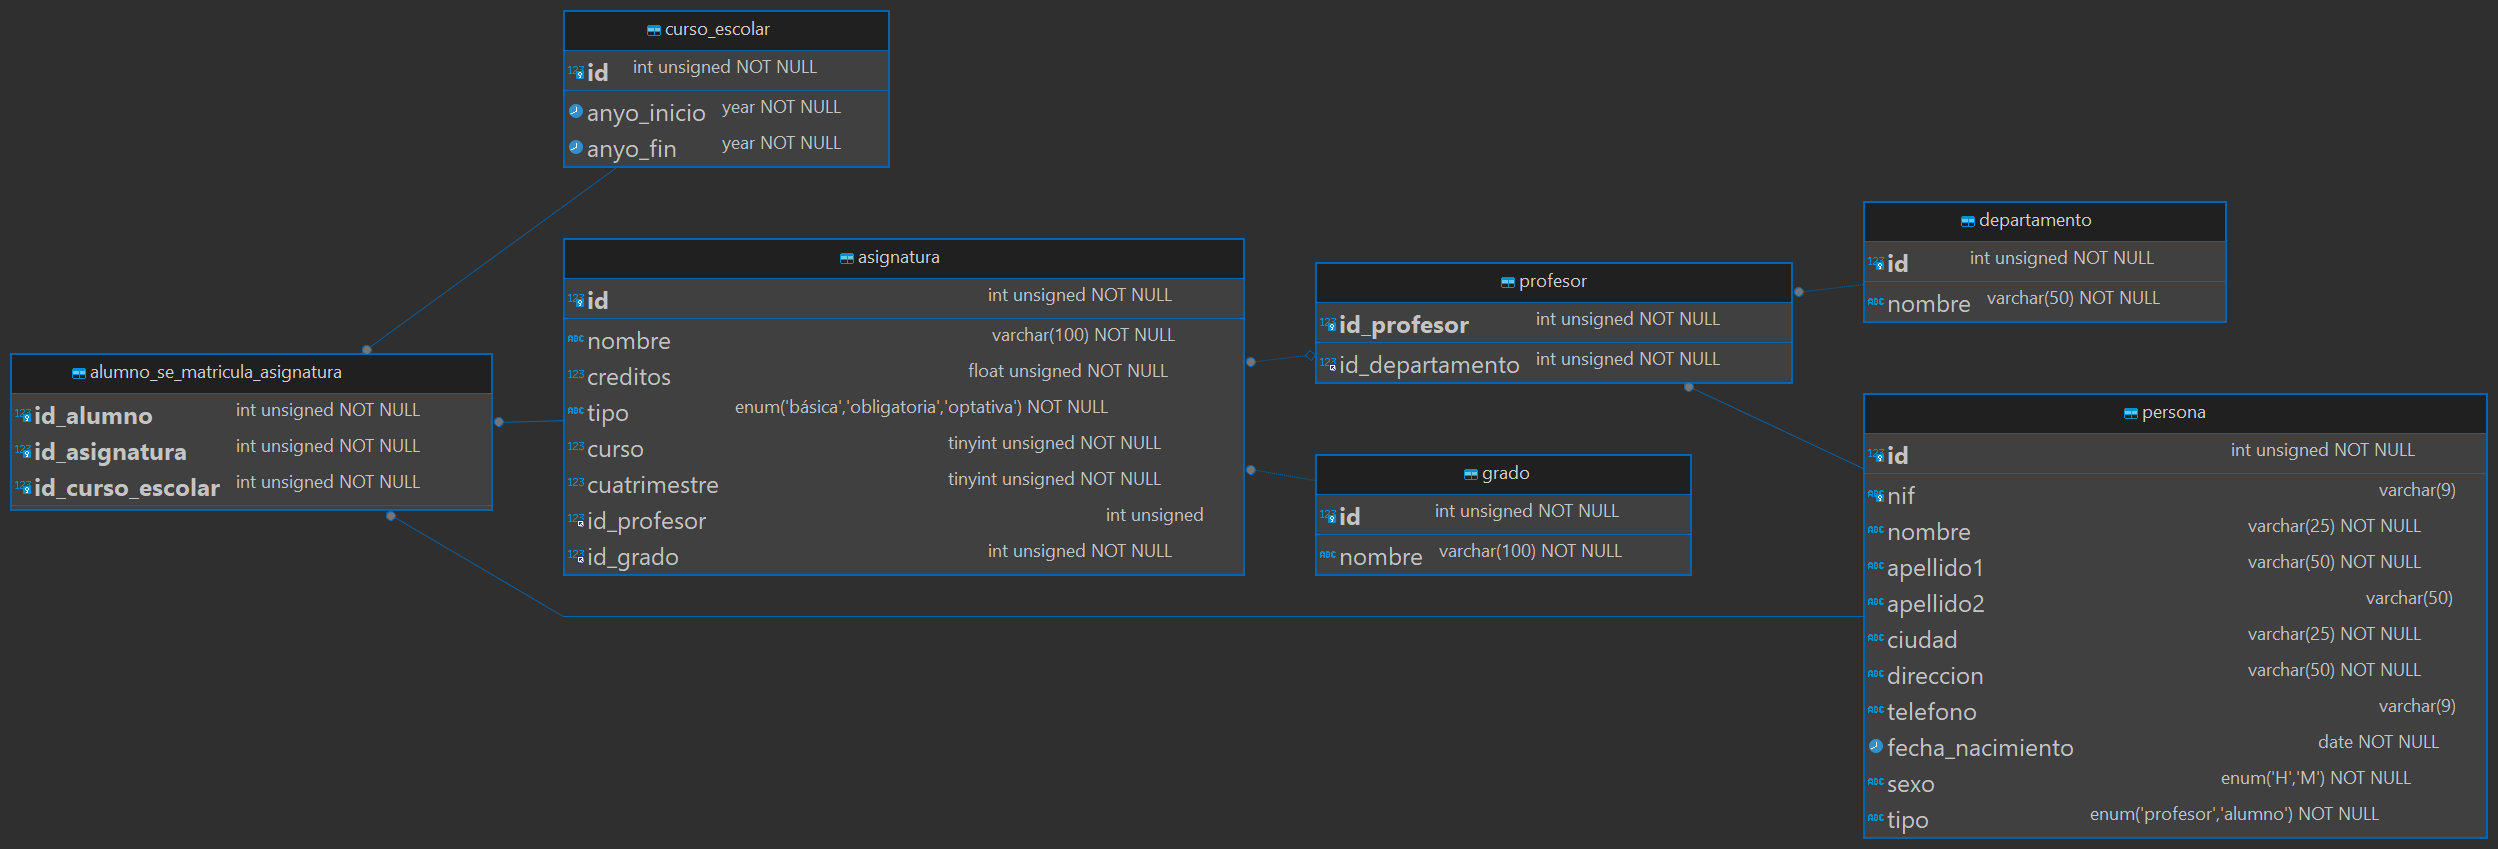 curso_escolar
id int unsigned NOT NULL
anyo_inicio year NOT NULL
anyo_fin year NOT NULL
alumno_se_matricula_asignatura
id_alumno int unsigned NOT NULL
id_asignatura int unsigned NOT NULL
id_curso_escolar int unsigned NOT NULL
asignatura
id int unsigned NOT NULL
nombre varchar(100) NOT NULL
creditos float unsigned NOT NULL
tipo enum('básica','obligatoria','optativa') NOT NULL
curso tinyint unsigned NOT NULL
cuatrimestre tinyint unsigned NOT NULL
id_profesor int unsigned
id_grado int unsigned NOT NULL
profesor
id_profesor int unsigned NOT NULL
id_departamento int unsigned NOT NULL
grado
id int unsigned NOT NULL
nombre varchar(100) NOT NULL
departamento
id int unsigned NOT NULL
nombre varchar(50) NOT NULL
persona
id int unsigned NOT NULL
nif varchar(9)
nombre varchar(25) NOT NULL
apellido1 varchar(50) NOT NULL
apellido2 varchar(50)
ciudad varchar(25) NOT NULL
direccion varchar(50) NOT NULL
telefono varchar(9)
fecha_nacimiento date NOT NULL
sexo enum('H','M') NOT NULL
tipo enum('profesor','alumno') NOT NULL